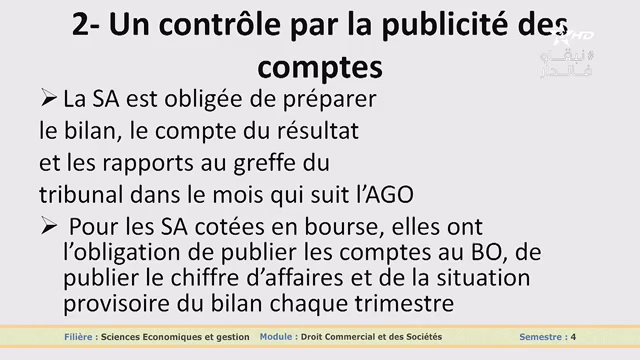 2- Un contrôle par la publicité des
comptes
HD
#نبقاو
فالدار
➢La SA est obligée de préparer
le bilan, le compte du résultat
et les rapports au greffe du
tribunal dans le mois qui suit l’AGO
➢ Pour les SA cotées en bourse, elles ont
l’obligation de publier les comptes au BO, de
publier le chiffre d’affaires et de la situation
provisoire du bilan chaque trimestre
Filière : Sciences Economiques et gestion Module : Droit Commercial et des Sociétés Semestre : 4